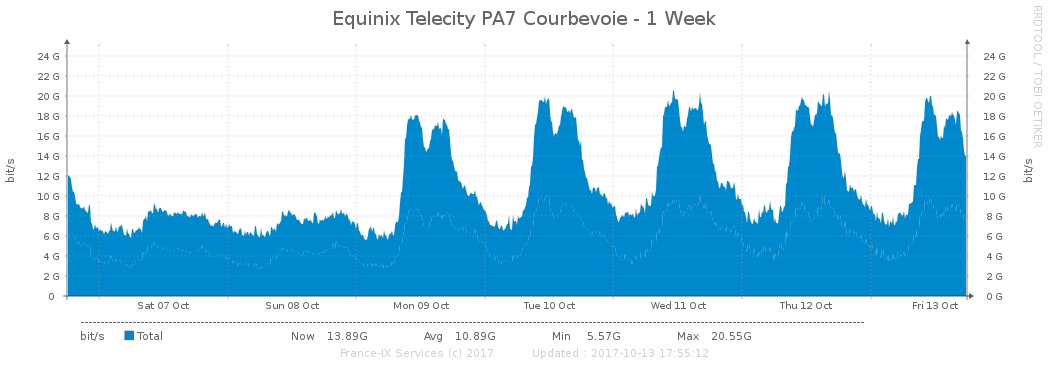 Equinix Telecity PA7 Courbevoie - 1 Week
RRDTOOL / TOBI OETIKER
bit/s
24 G 24 G
22 G 22 G
20 G 20 G
18 G 18 G
16 G 16 G
14 G 14 G
12 G 12 G
10 G 10 G
8 G 8 G
6 G 6 G
4 G 4 G
2 G 2 G
0 0 G
bit/s
Sat 07 Oct Sun 08 Oct Mon 09 Oct Tue 10 Oct Wed 11 Oct Thu 12 Oct Fri 13 Oct
bit/s Total Now 13.89G Avg 10.89G Min 5.57G Max 20.55G
France-IX Services (c) 2017 Updated : 2017-10-13 17:55:12